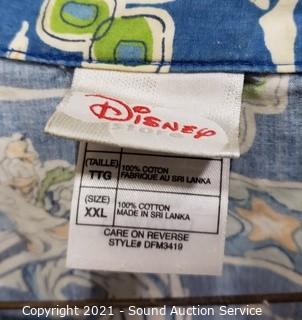 Disney
store
(TAILLE)
TTG
100% COTON
FABRIQUE AU SRI LANKA
(SIZE)
XXL
100% COTTON
MADE IN SRI LANKA
CARE ON REVERSE
STYLE# DFM3419
Copyright 2021 - Sound Auction Service